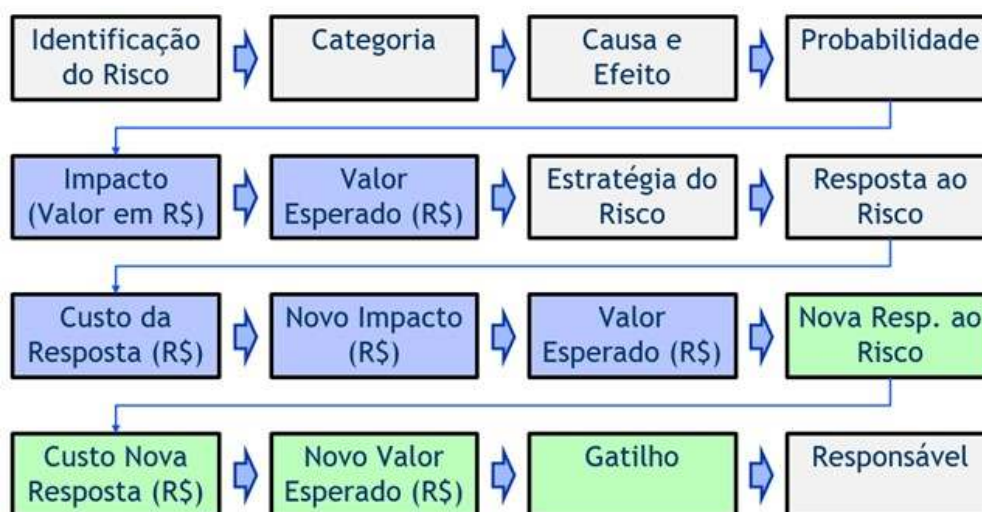 Identificação
do Risco
Categoria
Causa e
Efeito
Probabilidade
Impacto
(Valor em R$)
Valor
Esperado (R$)
Estratégia do
Risco
Resposta ao
Risco
Custo da
Resposta (R$)
Novo Impacto
(R$)
Valor
Esperado (R$)
Nova Resp. ao
Risco
Custo Nova
Resposta (R$)
Novo Valor
Esperado (R$)
Gatilho
Responsável